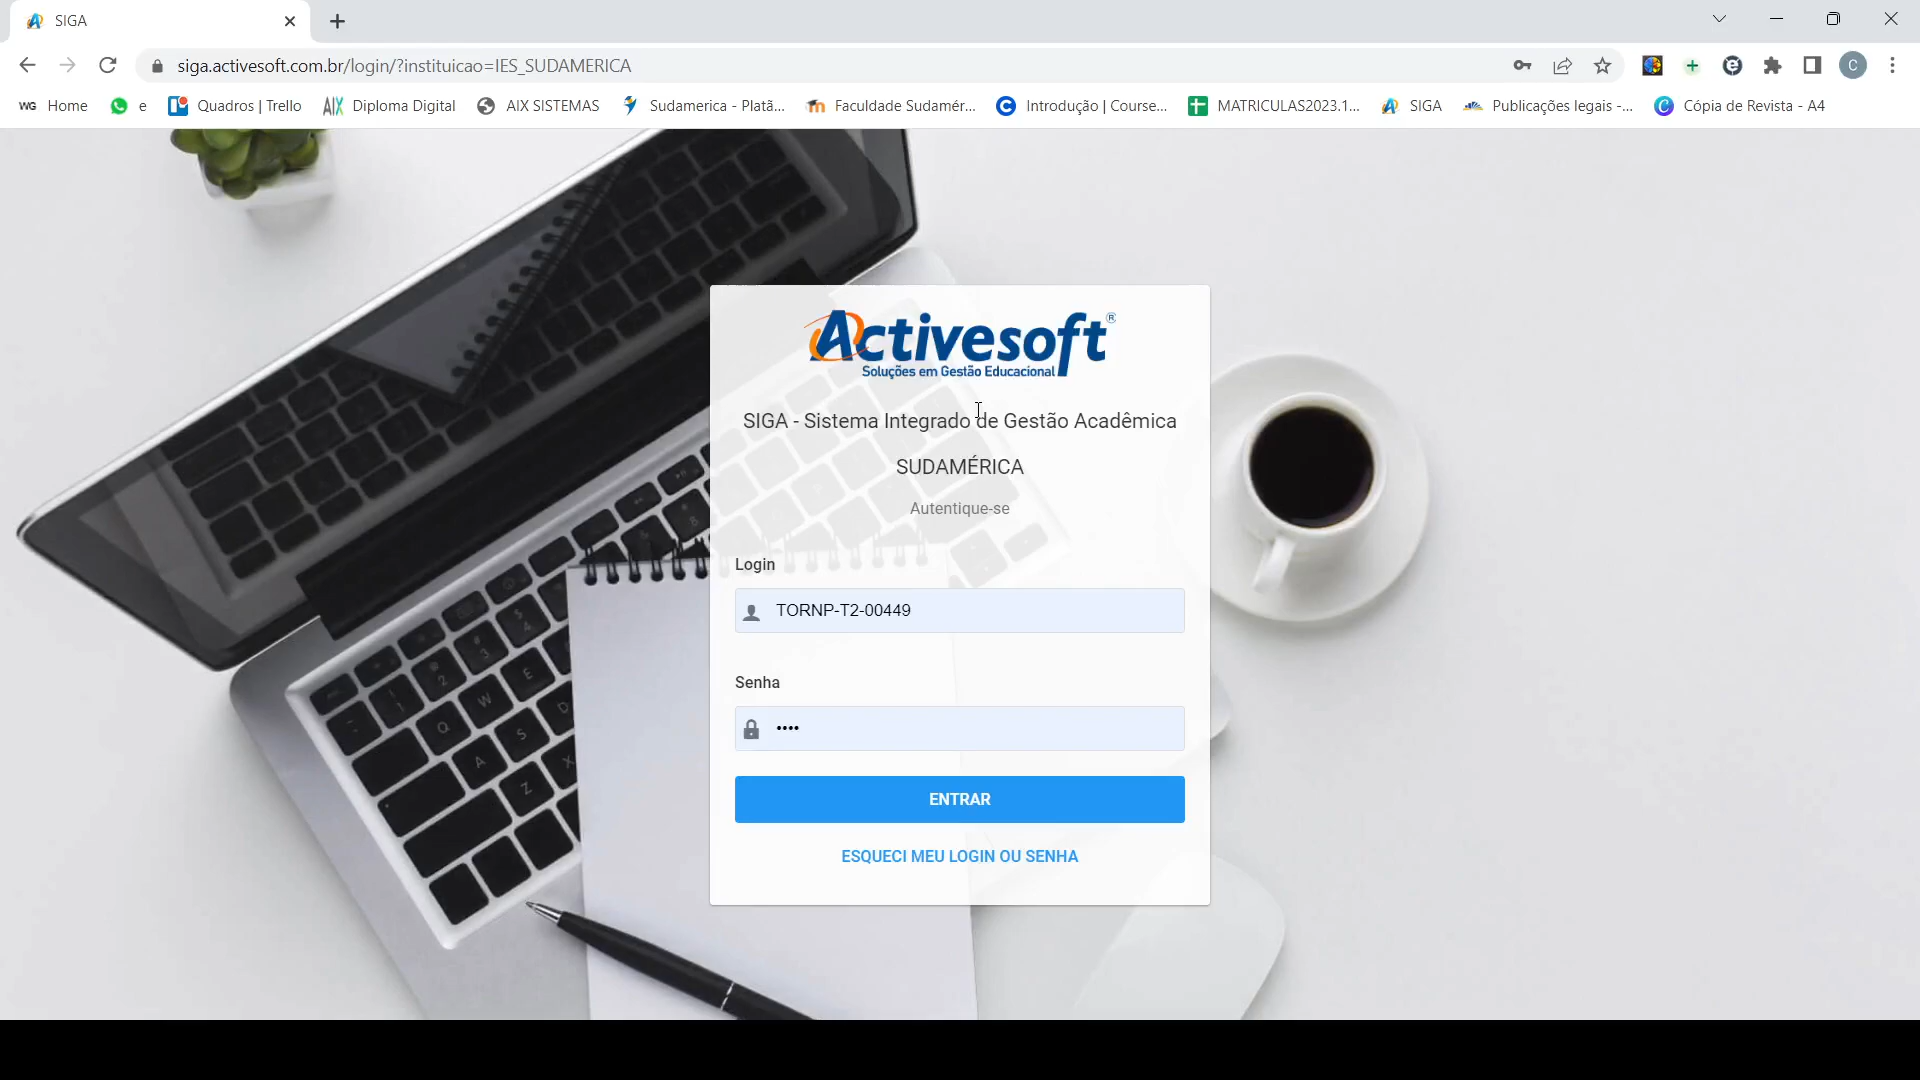 SIGA
siga.activesoft.com.br/login/?instituicao=IES_SUDAMERICA
C
WG Home e Quadros | Trello AIX Diploma Digital AIX SISTEMAS Sudamerica - Platã... Faculdade Sudamér... Introdução | Course... MATRICULAS2023.1... SIGA Publicações legais -... Cópia de Revista - A4
Activesoft®
Soluções em Gestão Educacional
SIGA - Sistema Integrado de Gestão Acadêmica
SUDAMÉRICA
Autentique-se
Login
TORNP-T2-00449
Senha
••••
ENTRAR
ESQUECI MEU LOGIN OU SENHA